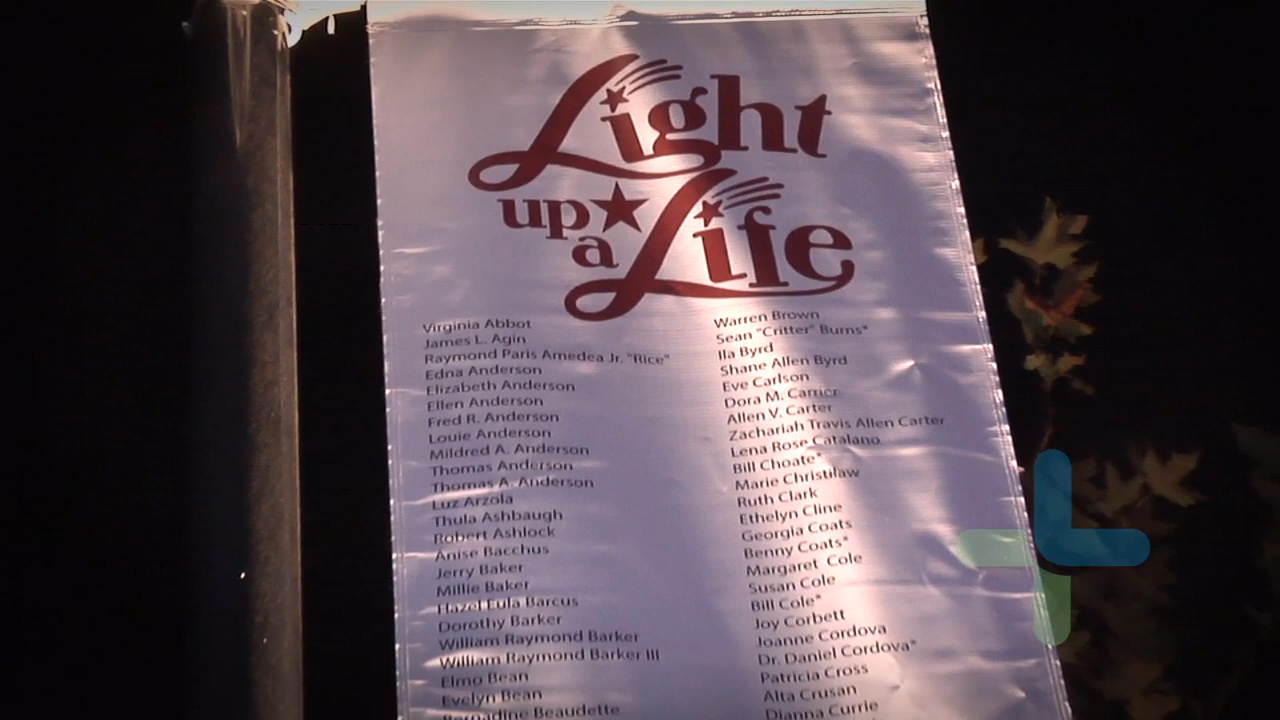 Light
up a
Life
Virginia Abbot
James L. Agin
Raymond Paris Amedea Jr. "Rice"
Edna Anderson
Elizabeth Anderson
Ellen Anderson
Fred R. Anderson
Louie Anderson
Mildred A. Anderson
Thomas Anderson
Thomas A. Anderson
Luz Arzola
Thula Ashbaugh
Robert Ashlock
Anise Bacchus
Jerry Baker
Millie Baker
Hazel Eula Barcus
Dorothy Barker
William Raymond Barker
William Raymond Barker III
Elmo Bean
Evelyn Bean
Bernadine Beaudette
Warren Brown
Sean "Critter" Burns*
Ila Byrd
Shane Allen Byrd
Eve Carlson
Dora M. Carrier
Allen V. Carter
Zachariah Travis Allen Carter
Lena Rose Catalano
Bill Choate*
Marie Christilaw
Ruth Clark
Ethelyn Cline
Georgia Coats
Benny Coats*
Margaret Cole
Susan Cole
Bill Cole*
Joy Corbett
Joanne Cordova
Dr. Daniel Cordova*
Patricia Cross
Alta Crusan
Dianna Currie